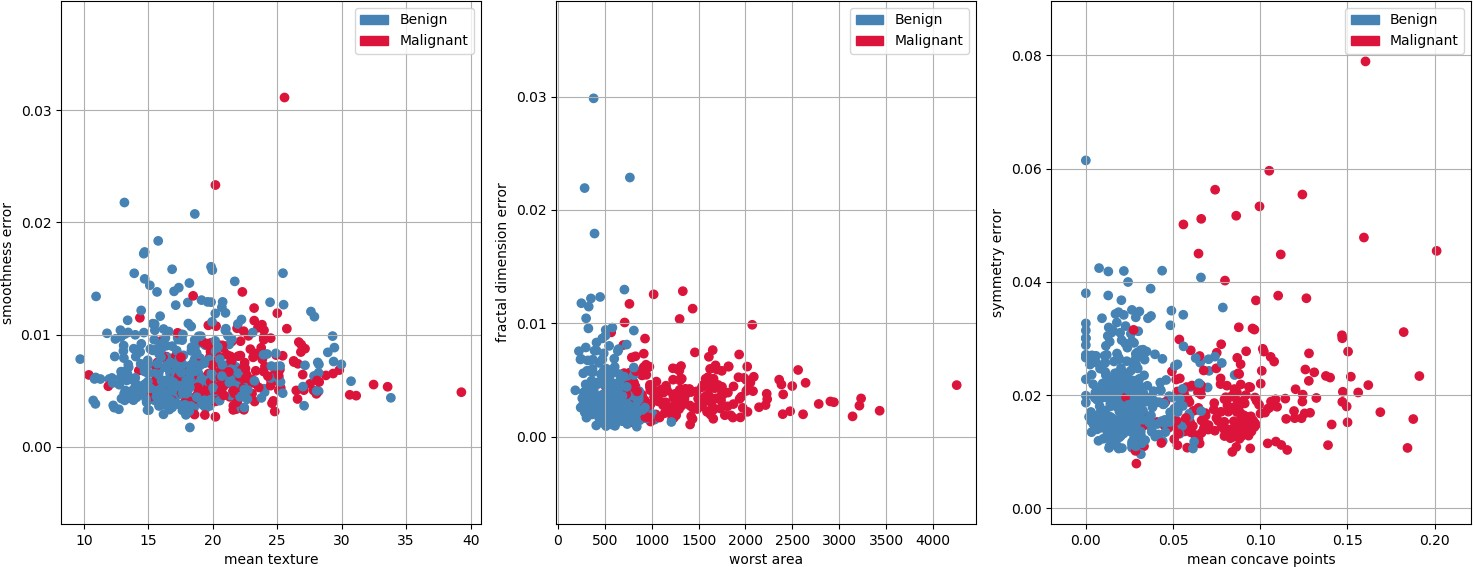 Benign
Malignant
0.03
0.02
0.01
0.00
smoothness error
10 15 20 25 30 35 40
mean texture
Benign
Malignant
0.03
0.02
0.01
0.00
fractal dimension error
0 500 1000 1500 2000 2500 3000 3500 4000
worst area
Benign
Malignant
0.08
0.06
0.04
0.02
0.00
symmetry error
0.00 0.05 0.10 0.15 0.20
mean concave points